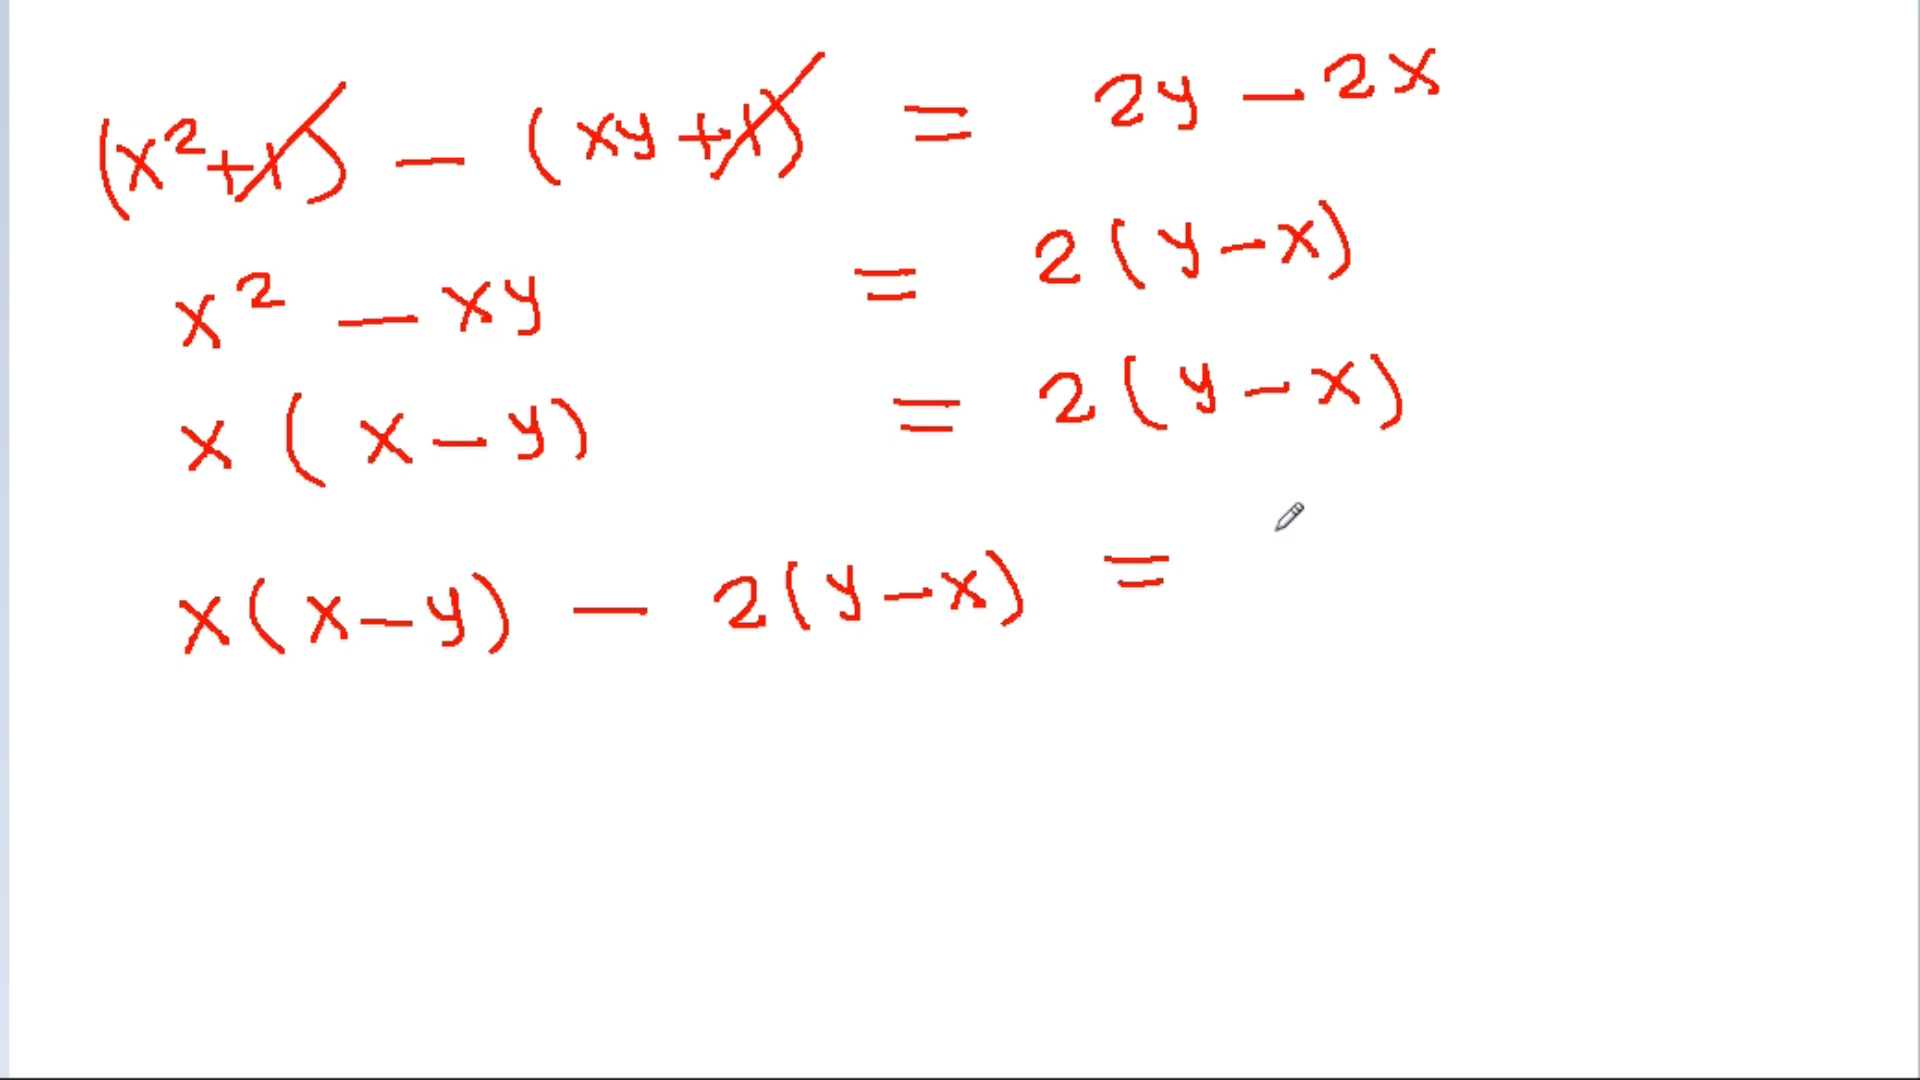 (x²+1) - (xy+1) = 2y - 2x
x² - xy = 2(y-x)
x(x-y) = 2(y-x)
x(x-y) - 2(y-x) =